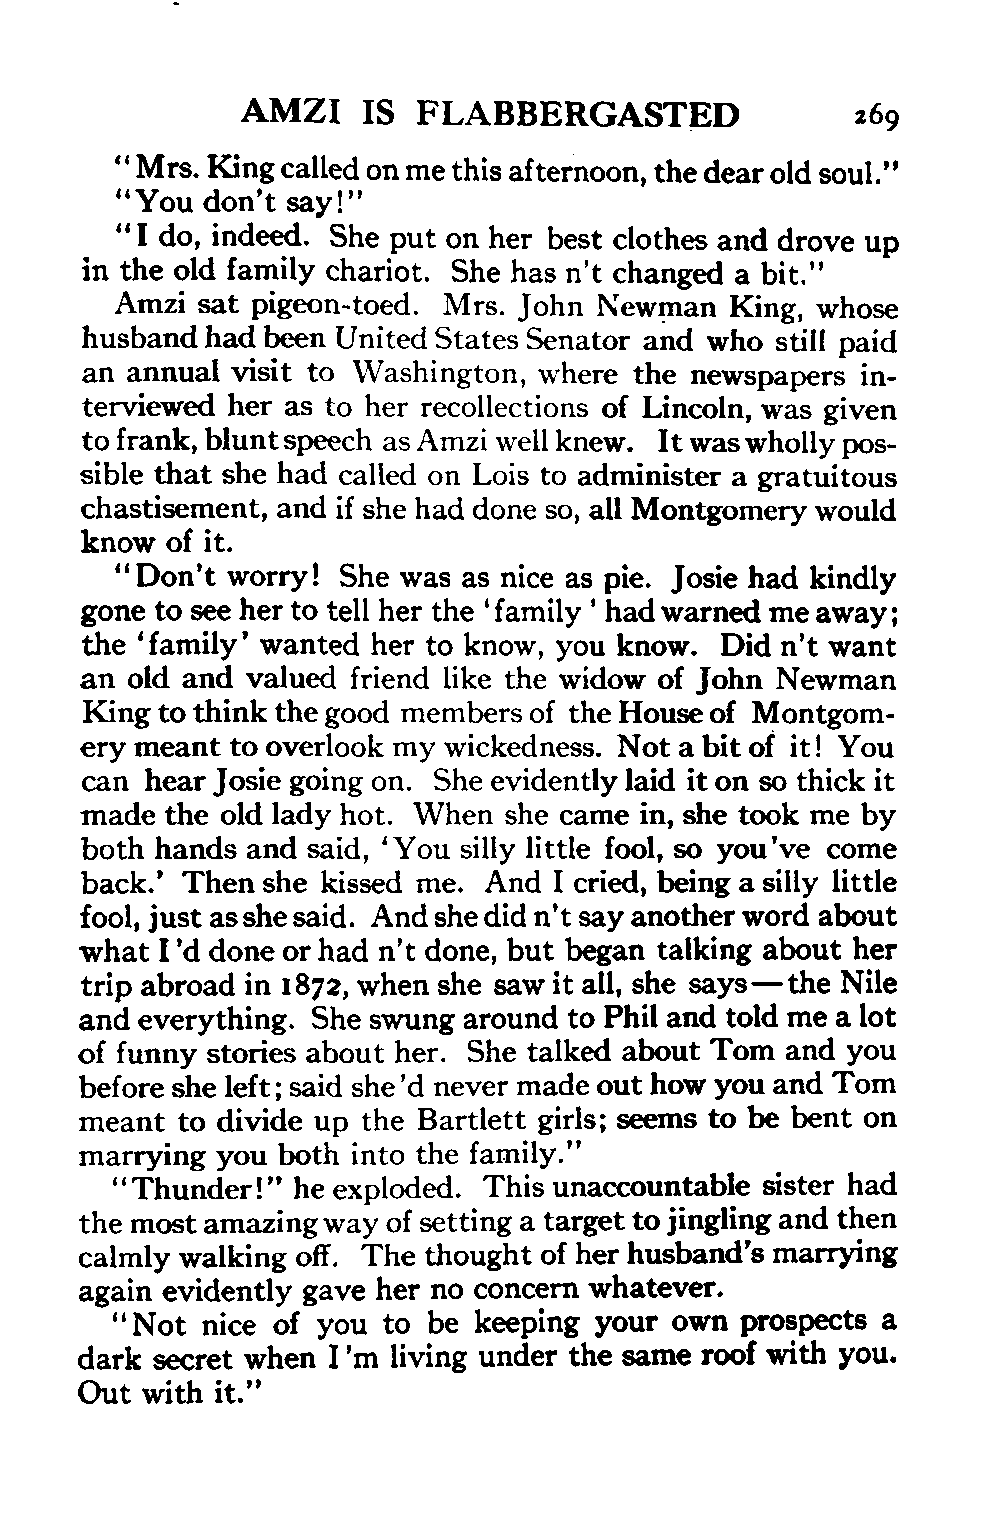 AMZI IS FLABBERGASTED 269
"Mrs. King called on me this afternoon, the dear old soul."
"You don't say!"
"I do, indeed. She put on her best clothes and drove up
in the old family chariot. She has n't changed a bit."
Amzi sat pigeon-toed. Mrs. John Newman King, whose
husband had been United States Senator and who still paid
an annual visit to Washington, where the newspapers in-
terviewed her as to her recollections of Lincoln, was given
to frank, blunt speech as Amzi well knew. It was wholly pos-
sible that she had called on Lois to administer a gratuitous
chastisement, and if she had done so, all Montgomery would
know of it.
"Don't worry! She was as nice as pie. Josie had kindly
gone to see her to tell her the 'family' had warned me away;
the 'family' wanted her to know, you know. Did n't want
an old and valued friend like the widow of John Newman
King to think the good members of the House of Montgom-
ery meant to overlook my wickedness. Not a bit of it! You
can hear Josie going on. She evidently laid it on so thick it
made the old lady hot. When she came in, she took me by
both hands and said, 'You silly little fool, so you've come
back.' Then she kissed me. And I cried, being a silly little
fool, just as she said. And she did n't say another word about
what I 'd done or had n't done, but began talking about her
trip abroad in 1872, when she saw it all, she says—the Nile
and everything. She swung around to Phil and told me a lot
of funny stories about her. She talked about Tom and you
before she left; said she 'd never made out how you and Tom
meant to divide up the Bartlett girls; seems to be bent on
marrying you both into the family."
"Thunder!" he exploded. This unaccountable sister had
the most amazing way of setting a target to jingling and then
calmly walking off. The thought of her husband's marrying
again evidently gave her no concern whatever.
"Not nice of you to be keeping your own prospects a
dark secret when I 'm living under the same roof with you.
Out with it."